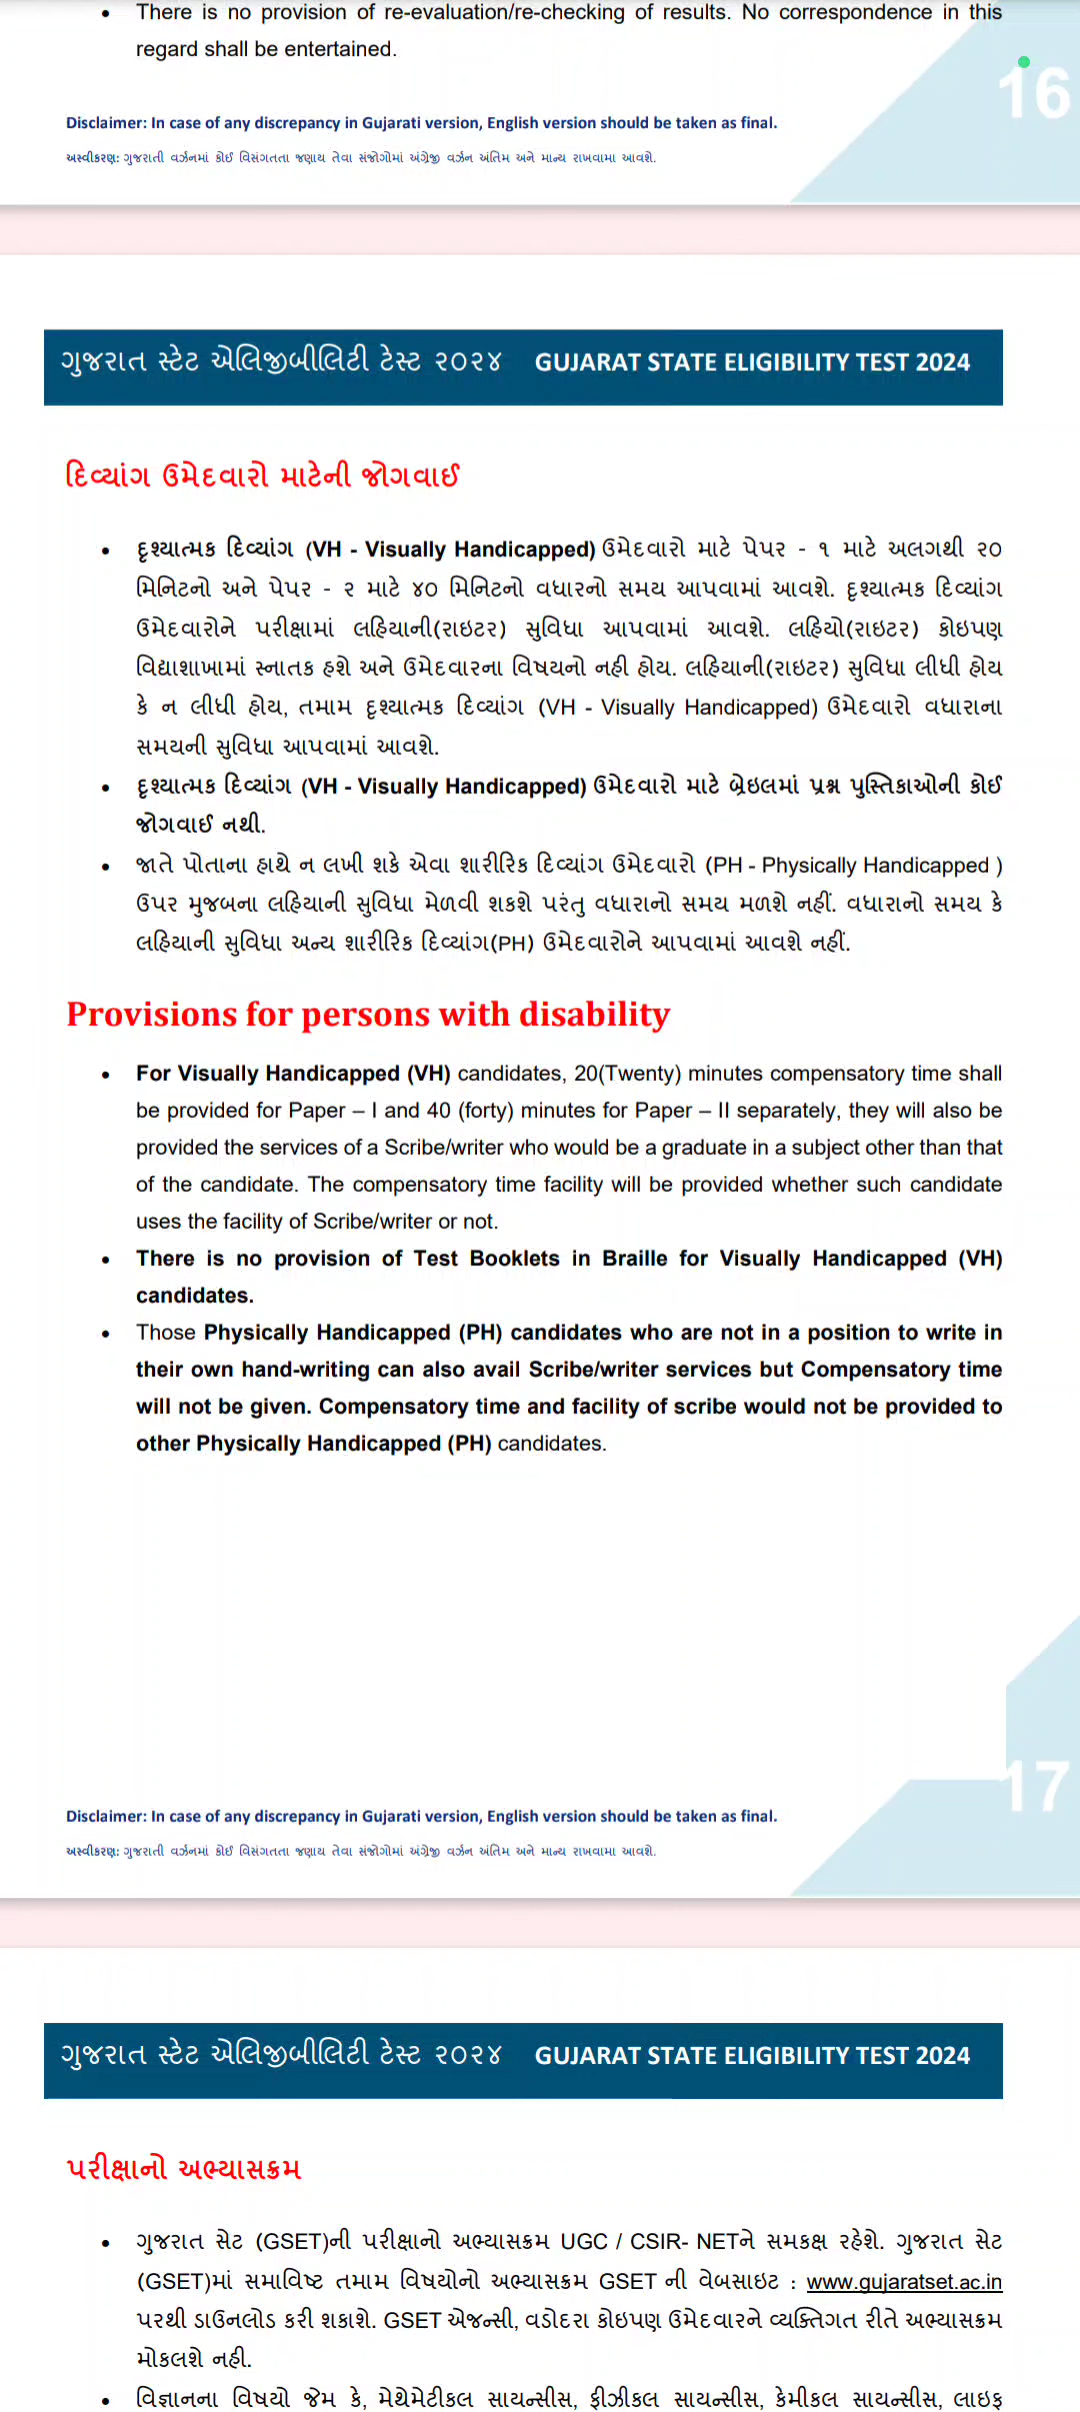 • There is no provision of re-evaluation/re-checking of results. No correspondence in this
regard shall be entertained.
16
Disclaimer: In case of any discrepancy in Gujarati version, English version should be taken as final.
અસ્વીકરણ: ગુજરાતી વર્ઝનમાં કોઈ વિસંગતતા જણાય તેવા સંજોગોમાં અંગ્રેજી વર્ઝન અંતિમ અને માન્ય રાખવામા આવશે.
ગુજરાત સ્ટેટ એલિજીબીલિટી ટેસ્ટ ૨૦૨૪ GUJARAT STATE ELIGIBILITY TEST 2024
દિવ્યાંગ ઉમેદવારો માટેની જોગવાઈ
• દૃશ્યાત્મક દિવ્યાંગ (VH - Visually Handicapped) ઉમેદવારો માટે પેપર - ૧ માટે અલગથી ૨૦
મિનિટનો અને પેપર - ૨ માટે ૪૦ મિનિટનો વધારનો સમય આપવામાં આવશે. દૃશ્યાત્મક દિવ્યાંગ
ઉમેદવારોને પરીક્ષામાં લહિયાની(રાઇટર) સુવિધા આપવામાં આવશે. લહિયો(રાઇટર) કોઇપણ
વિદ્યાશાખામાં સ્નાતક હશે અને ઉમેદવારના વિષયનો નહી હોય. લહિયાની(રાઇટર) સુવિધા લીધી હોય
કે ન લીધી હોય, તમામ દૃશ્યાત્મક દિવ્યાંગ (VH - Visually Handicapped) ઉમેદવારો વધારાના
સમયની સુવિધા આપવામાં આવશે.
• દૃશ્યાત્મક દિવ્યાંગ (VH - Visually Handicapped) ઉમેદવારો માટે બ્રેઇલમાં પ્રશ્ન પુસ્તિકાઓની કોઈ
જોગવાઈ નથી.
• જાતે પોતાના હાથે ન લખી શકે એવા શારીરિક દિવ્યાંગ ઉમેદવારો (PH - Physically Handicapped )
ઉપર મુજબના લહિયાની સુવિધા મેળવી શકશે પરંતુ વધારાનો સમય મળશે નહીં. વધારાનો સમય કે
લહિયાની સુવિધા અન્ય શારીરિક દિવ્યાંગ(PH) ઉમેદવારોને આપવામાં આવશે નહીં.
Provisions for persons with disability
• For Visually Handicapped (VH) candidates, 20(Twenty) minutes compensatory time shall
be provided for Paper – I and 40 (forty) minutes for Paper – II separately, they will also be
provided the services of a Scribe/writer who would be a graduate in a subject other than that
of the candidate. The compensatory time facility will be provided whether such candidate
uses the facility of Scribe/writer or not.
• There is no provision of Test Booklets in Braille for Visually Handicapped (VH)
candidates.
• Those Physically Handicapped (PH) candidates who are not in a position to write in
their own hand-writing can also avail Scribe/writer services but Compensatory time
will not be given. Compensatory time and facility of scribe would not be provided to
other Physically Handicapped (PH) candidates.
17
Disclaimer: In case of any discrepancy in Gujarati version, English version should be taken as final.
અસ્વીકરણ: ગુજરાતી વર્ઝનમાં કોઈ વિસંગતતા જણાય તેવા સંજોગોમાં અંગ્રેજી વર્ઝન અંતિમ અને માન્ય રાખવામા આવશે.
ગુજરાત સ્ટેટ એલિજીબીલિટી ટેસ્ટ ૨૦૨૪ GUJARAT STATE ELIGIBILITY TEST 2024
પરીક્ષાનો અભ્યાસક્રમ
• ગુજરાત સેટ (GSET)ની પરીક્ષાનો અભ્યાસક્રમ UGC / CSIR- NETને સમકક્ષ રહેશે. ગુજરાત સેટ
(GSET)માં સમાવિષ્ટ તમામ વિષયોનો અભ્યાસક્રમ GSET ની વેબસાઇટ : www.gujaratset.ac.in
પરથી ડાઉનલોડ કરી શકાશે. GSET એજન્સી, વડોદરા કોઇપણ ઉમેદવારને વ્યક્તિગત રીતે અભ્યાસક્રમ
મોકલશે નહી.
• વિજ્ઞાનના વિષયો જેમ કે, મેથેમેટીકલ સાયન્સીસ, ફીઝીકલ સાયન્સીસ, કેમીકલ સાયન્સીસ, લાઇફ